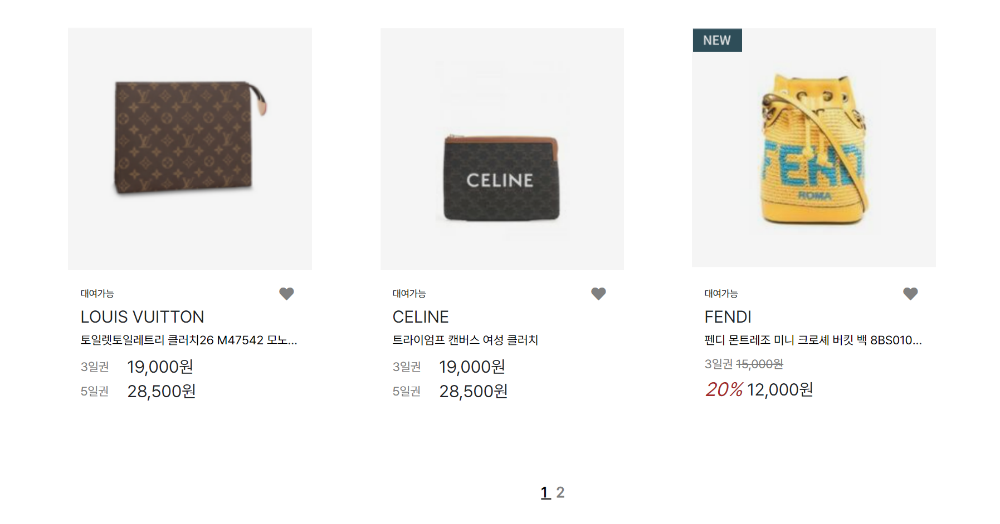 NEW
CELINE
FENDI
ROMA
대여가능
LOUIS VUITTON
토일렛토일레트리 클러치26 M47542 모노...
3일권 19,000원
5일권 28,500원
대여가능
CELINE
트라이엄프 캔버스 여성 클러치
3일권 19,000원
5일권 28,500원
대여가능
FENDI
펜디 몬트레조 미니 크로셰 버킷 백 8BS010...
3일권 15,000원
20% 12,000원
1 2